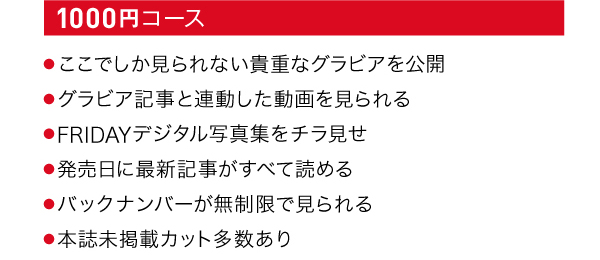 1000円コース
●ここでしか見られない貴重なグラビアを公開
●グラビア記事と連動した動画を見られる
●FRIDAYデジタル写真集をチラ見せ
●発売日に最新記事がすべて読める
●バックナンバーが無制限で見られる
●本誌未掲載カット多数あり